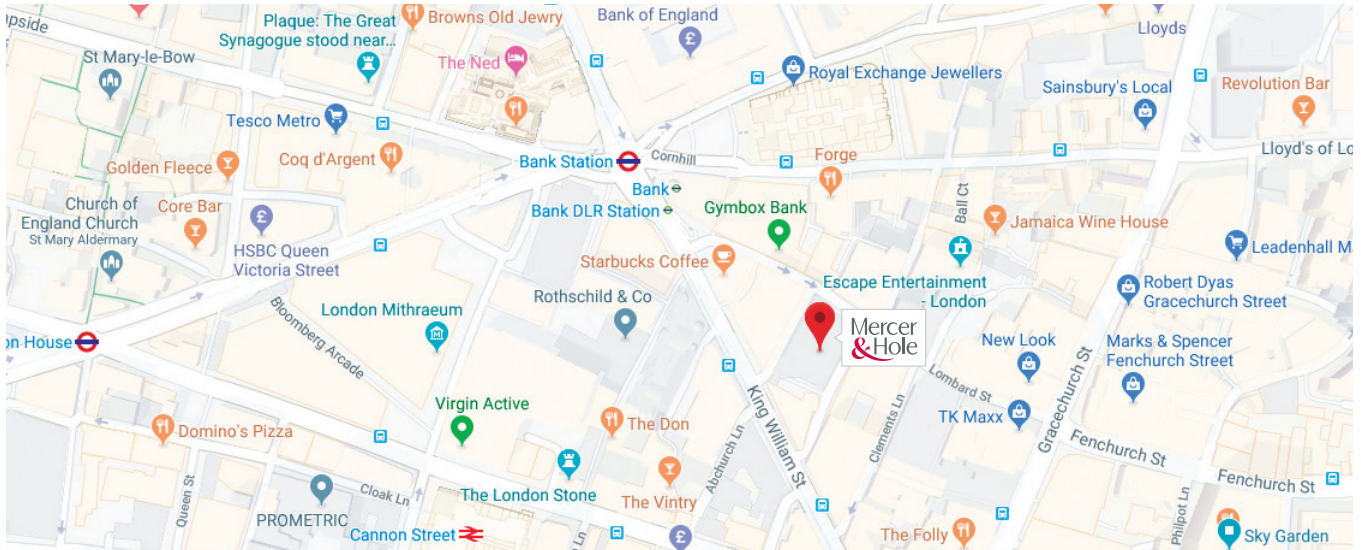 apside
Plaque: The Great
Synagogue stood near...
Browns Old Jewry
Bank of England
Lloyds
St Mary-le-Bow
The Ned
Royal Exchange Jewellers
Sainsbury's Local
Revolution Bar
Tesco Metro
Coq d'Argent
Golden Fleece
Bank Station
Cornhill
Forge
Lloyd's of Lo
Church of
England Church
St Mary Aldermary
Core Bar
Bank
Bank DLR Station
Gymbox Bank
Ball Ct
Jamaica Wine House
HSBC Queen
Victoria Street
Starbucks Coffee
Escape Entertainment
- London
Leadenhall Ma
Robert Dyas
Gracechurch Street
Bloomberg Arcade
London Mithraeum
Rothschild & Co
Mercer
&Hole
on House
New Look
Marks & Spencer
Fenchurch Street
Lombard St
King William St
Clements Ln
Gracechurch St
Virgin Active
TK Maxx
Domino's Pizza
The Don
Abchurch Ln
Fenchurch St
Fenchurch St
Queen St
Cloak Ln
The London Stone
The Vintry
Philpot Ln
PROMETRIC
Cannon Street
The Folly
Sky Garden